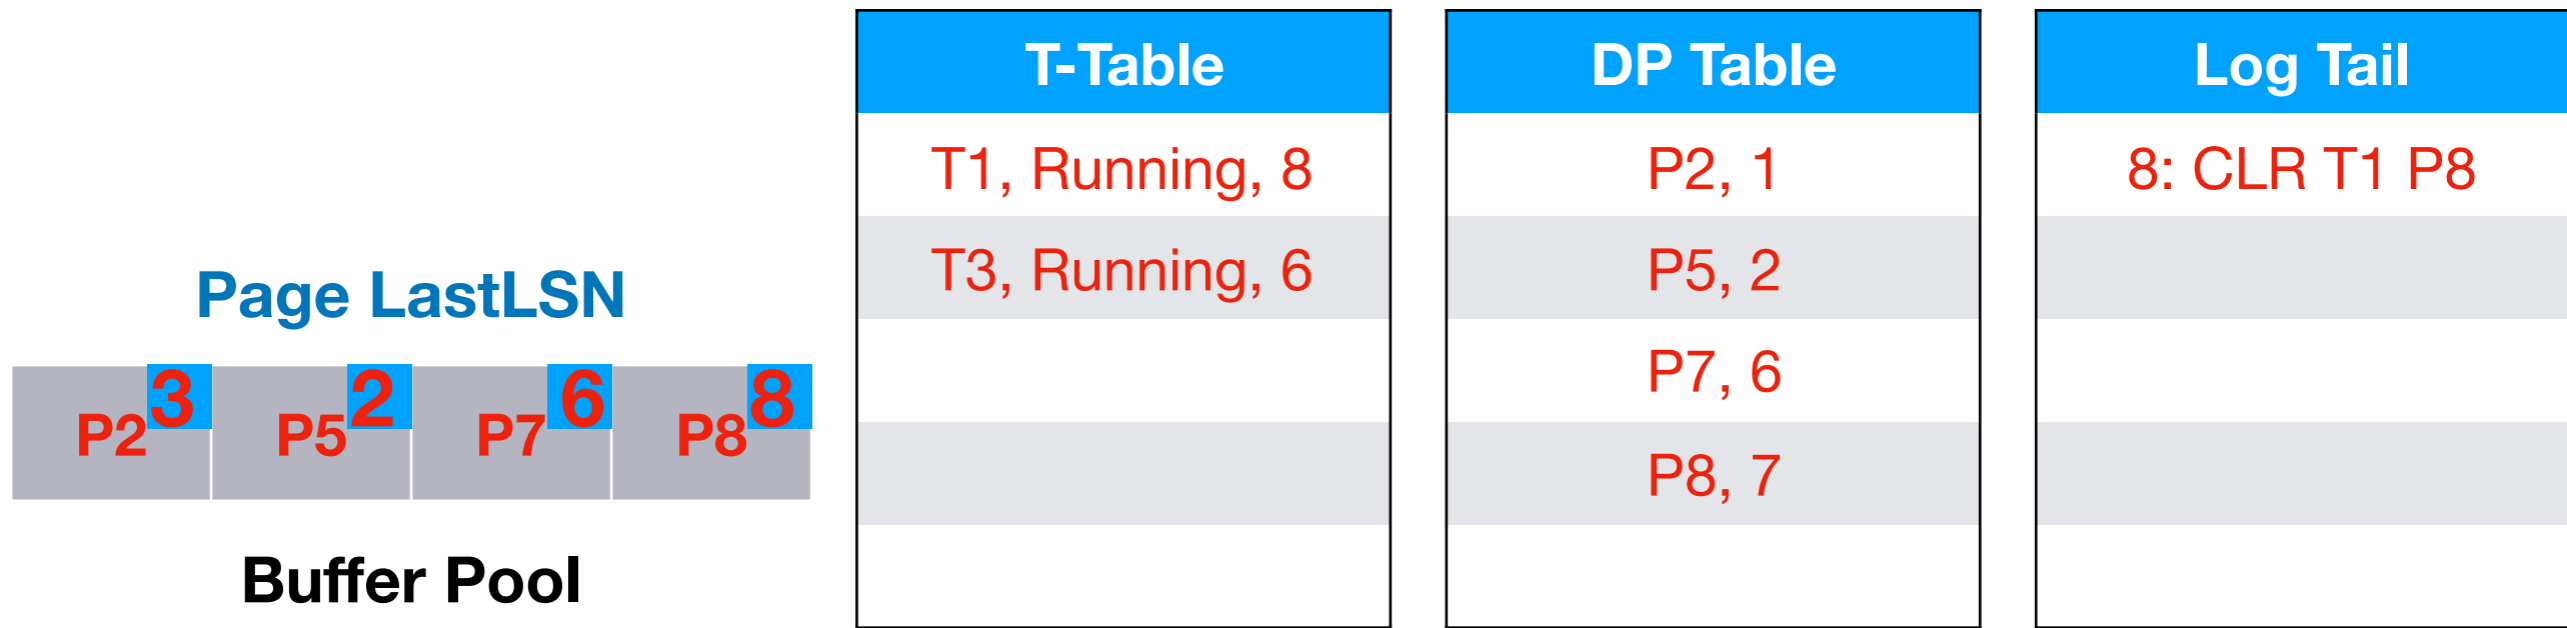 Page LastLSN
P2 3
P5 2
P7 6
P8 8
Buffer Pool
T-Table
T1, Running, 8
T3, Running, 6
DP Table
P2, 1
P5, 2
P7, 6
P8, 7
Log Tail
8: CLR T1 P8